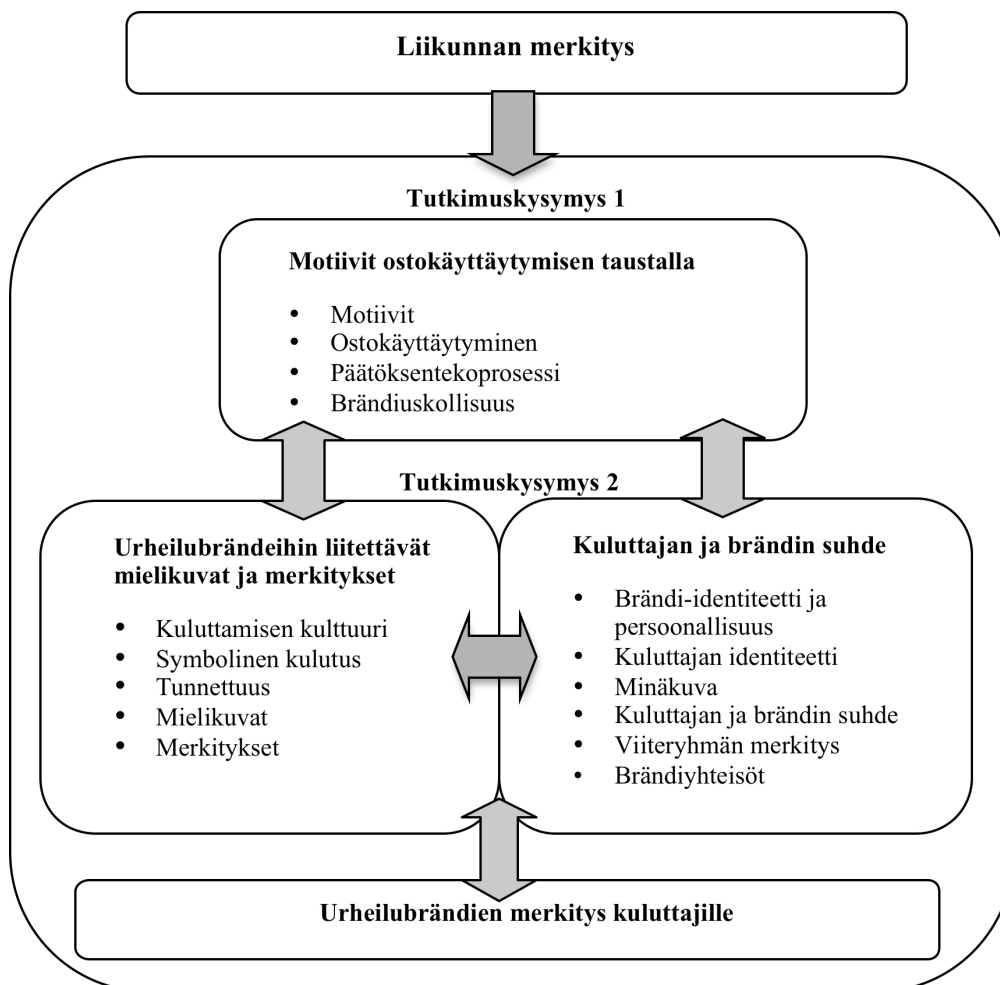 Liikunnan merkitys
Tutkimuskysymys 1
Motiivit ostokäyttäytymisen taustalla
• Motiivit
• Ostokäyttäytyminen
• Päätöksentekoprosessi
• Brändiuskollisuus
Tutkimuskysymys 2
Urheilubrändeihin liitettävät
mielikuvat ja merkitykset
• Kuluttamisen kulttuuri
• Symbolinen kulutus
• Tunnettuus
• Mielikuvat
• Merkitykset
Kuluttajan ja brändin suhde
• Brändi-identiteetti ja
persoonallisuus
• Kuluttajan identiteetti
• Minäkuva
• Kuluttajan ja brändin suhde
• Viiteryhmän merkitys
• Brändiyhteisöt
Urheilubrändien merkitys kuluttajille